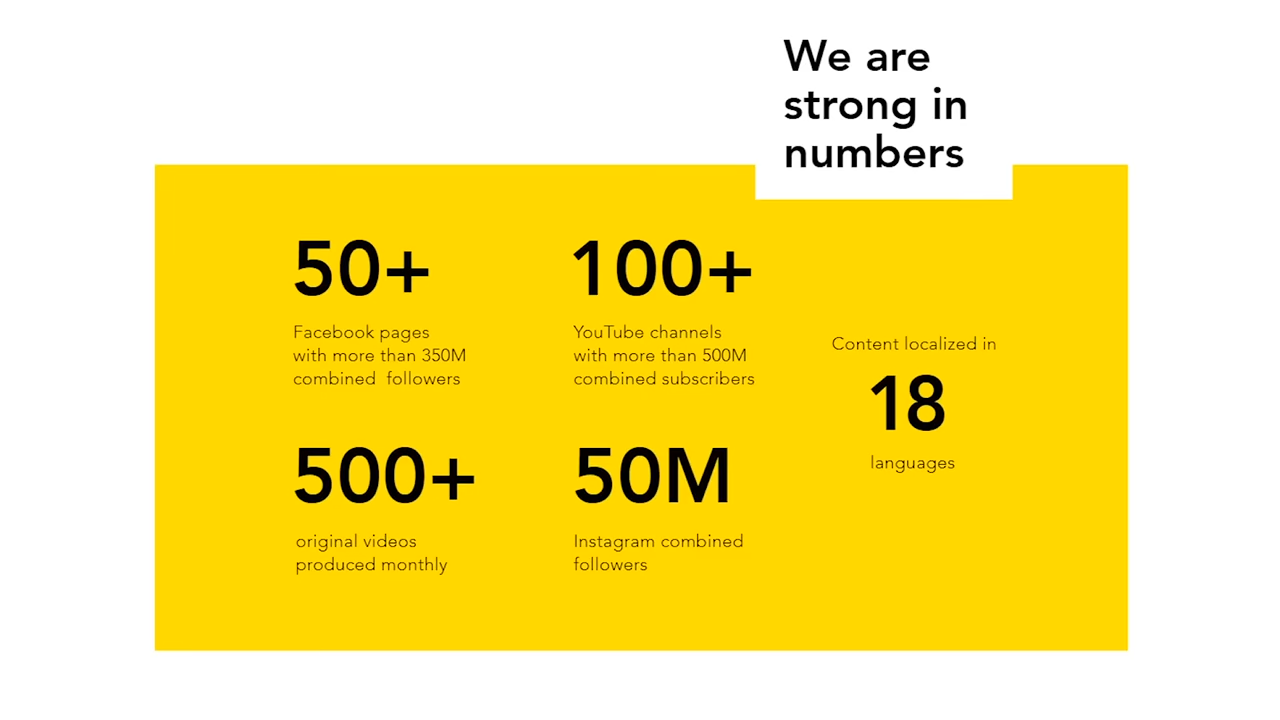 We are
strong in
numbers
50+
Facebook pages
with more than 350M
combined followers
100+
YouTube channels
with more than 500M
combined subscribers
500+
original videos
produced monthly
50M
Instagram combined
followers
Content localized in
18
languages